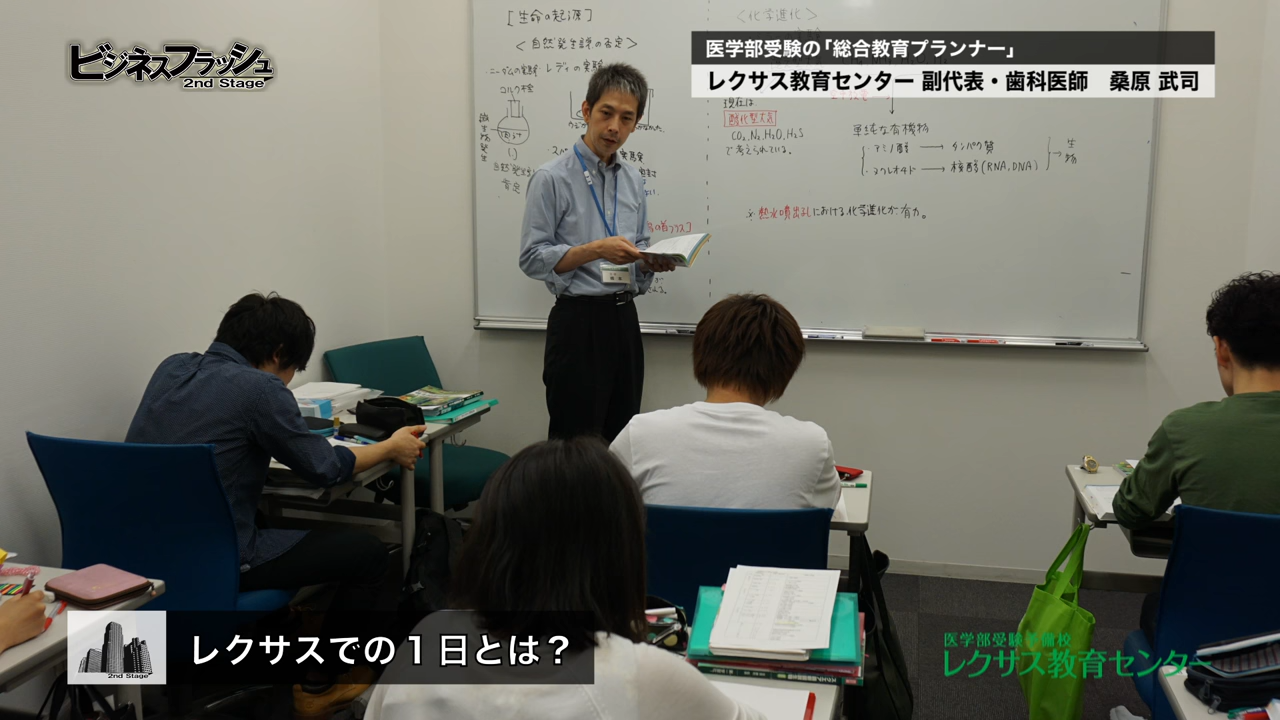 ビジネスフラッシュ
2nd Stage
医学部受験の「総合教育プランナー」
レクサス教育センター 副代表・歯科医師　桑原 武司
[生命の起源]
<自然発生説の否定>
レディの実験
<化学進化>
現在は
酸化型大気
CO₂, N₂, H₂O, H₂S
で考えられている。
単純な有機物
アミノ酸 → タンパク質
ヌクレオチド → 核酸(RNA, DNA)
生物
※熱水噴出孔における化学進化が有力。
2nd Stage
レクサスでの１日とは？
医学部受験予備校
レクサス教育センター